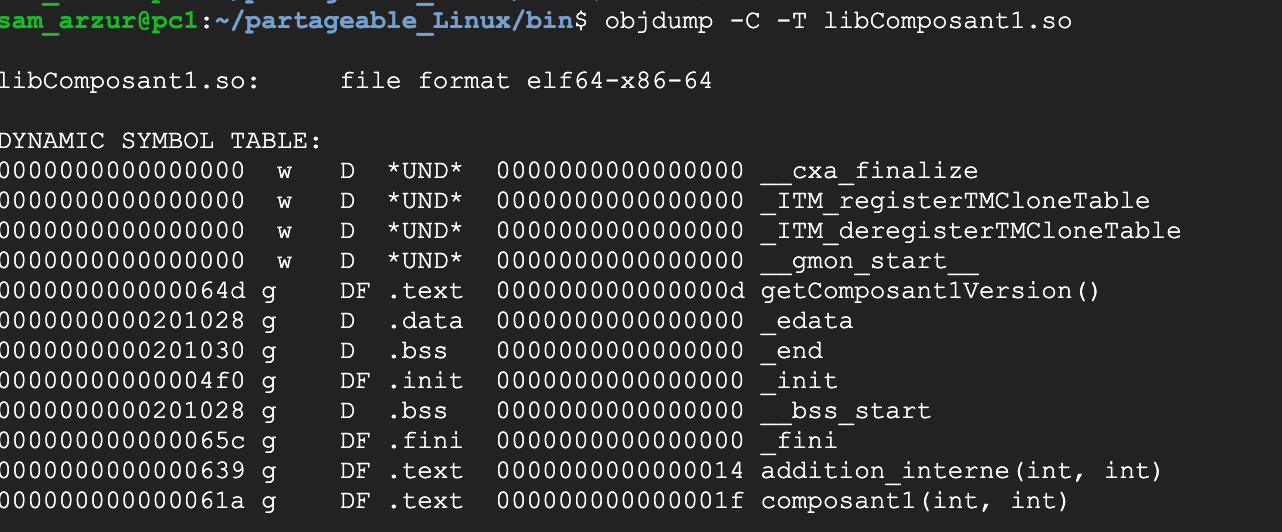 sam_arzur@pc1:~/partageable_Linux/bin$ objdump -C -T libComposant1.so
libComposant1.so:     file format elf64-x86-64
DYNAMIC SYMBOL TABLE:
0000000000000000  w   D  *UND*  0000000000000000 __cxa_finalize
0000000000000000  w   D  *UND*  0000000000000000 _ITM_registerTMCloneTable
0000000000000000  w   D  *UND*  0000000000000000 _ITM_deregisterTMCloneTable
0000000000000000  w   D  *UND*  0000000000000000 __gmon_start__
000000000000064d g    DF .text  000000000000000d getComposant1Version()
0000000000201028 g    D  .data  0000000000000000 _edata
0000000000201030 g    D  .bss   0000000000000000 _end
00000000000004f0 g    DF .init  0000000000000000 _init
0000000000201028 g    D  .bss   0000000000000000 __bss_start
000000000000065c g    DF .fini  0000000000000000 _fini
0000000000000639 g    DF .text  0000000000000014 addition_interne(int, int)
000000000000061a g    DF .text  000000000000001f composant1(int, int)